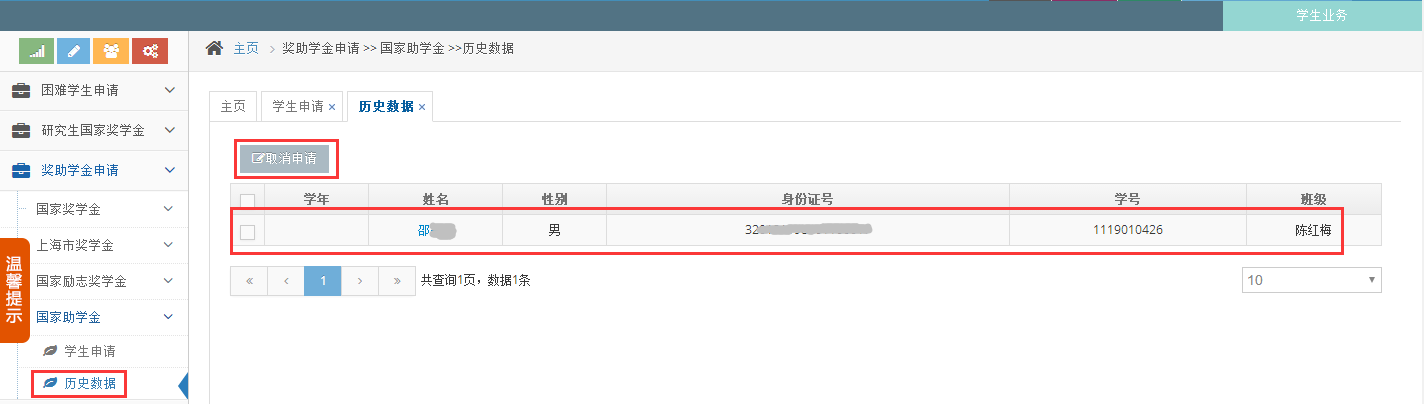 学生业务
主页 > 奖助学金申请 >> 国家助学金 >>历史数据
困难学生申请
研究生国家奖学金
奖助学金申请
国家奖学金
上海市奖学金
国家励志奖学金
国家助学金
学生申请
历史数据
温馨提示
主页 学生申请 × 历史数据 ×
取消申请
学年 姓名 性别 身份证号 学号 班级
邵 男 32 1119010426 陈红梅
« ‹ 1 › » 共查询1页，数据1条 10